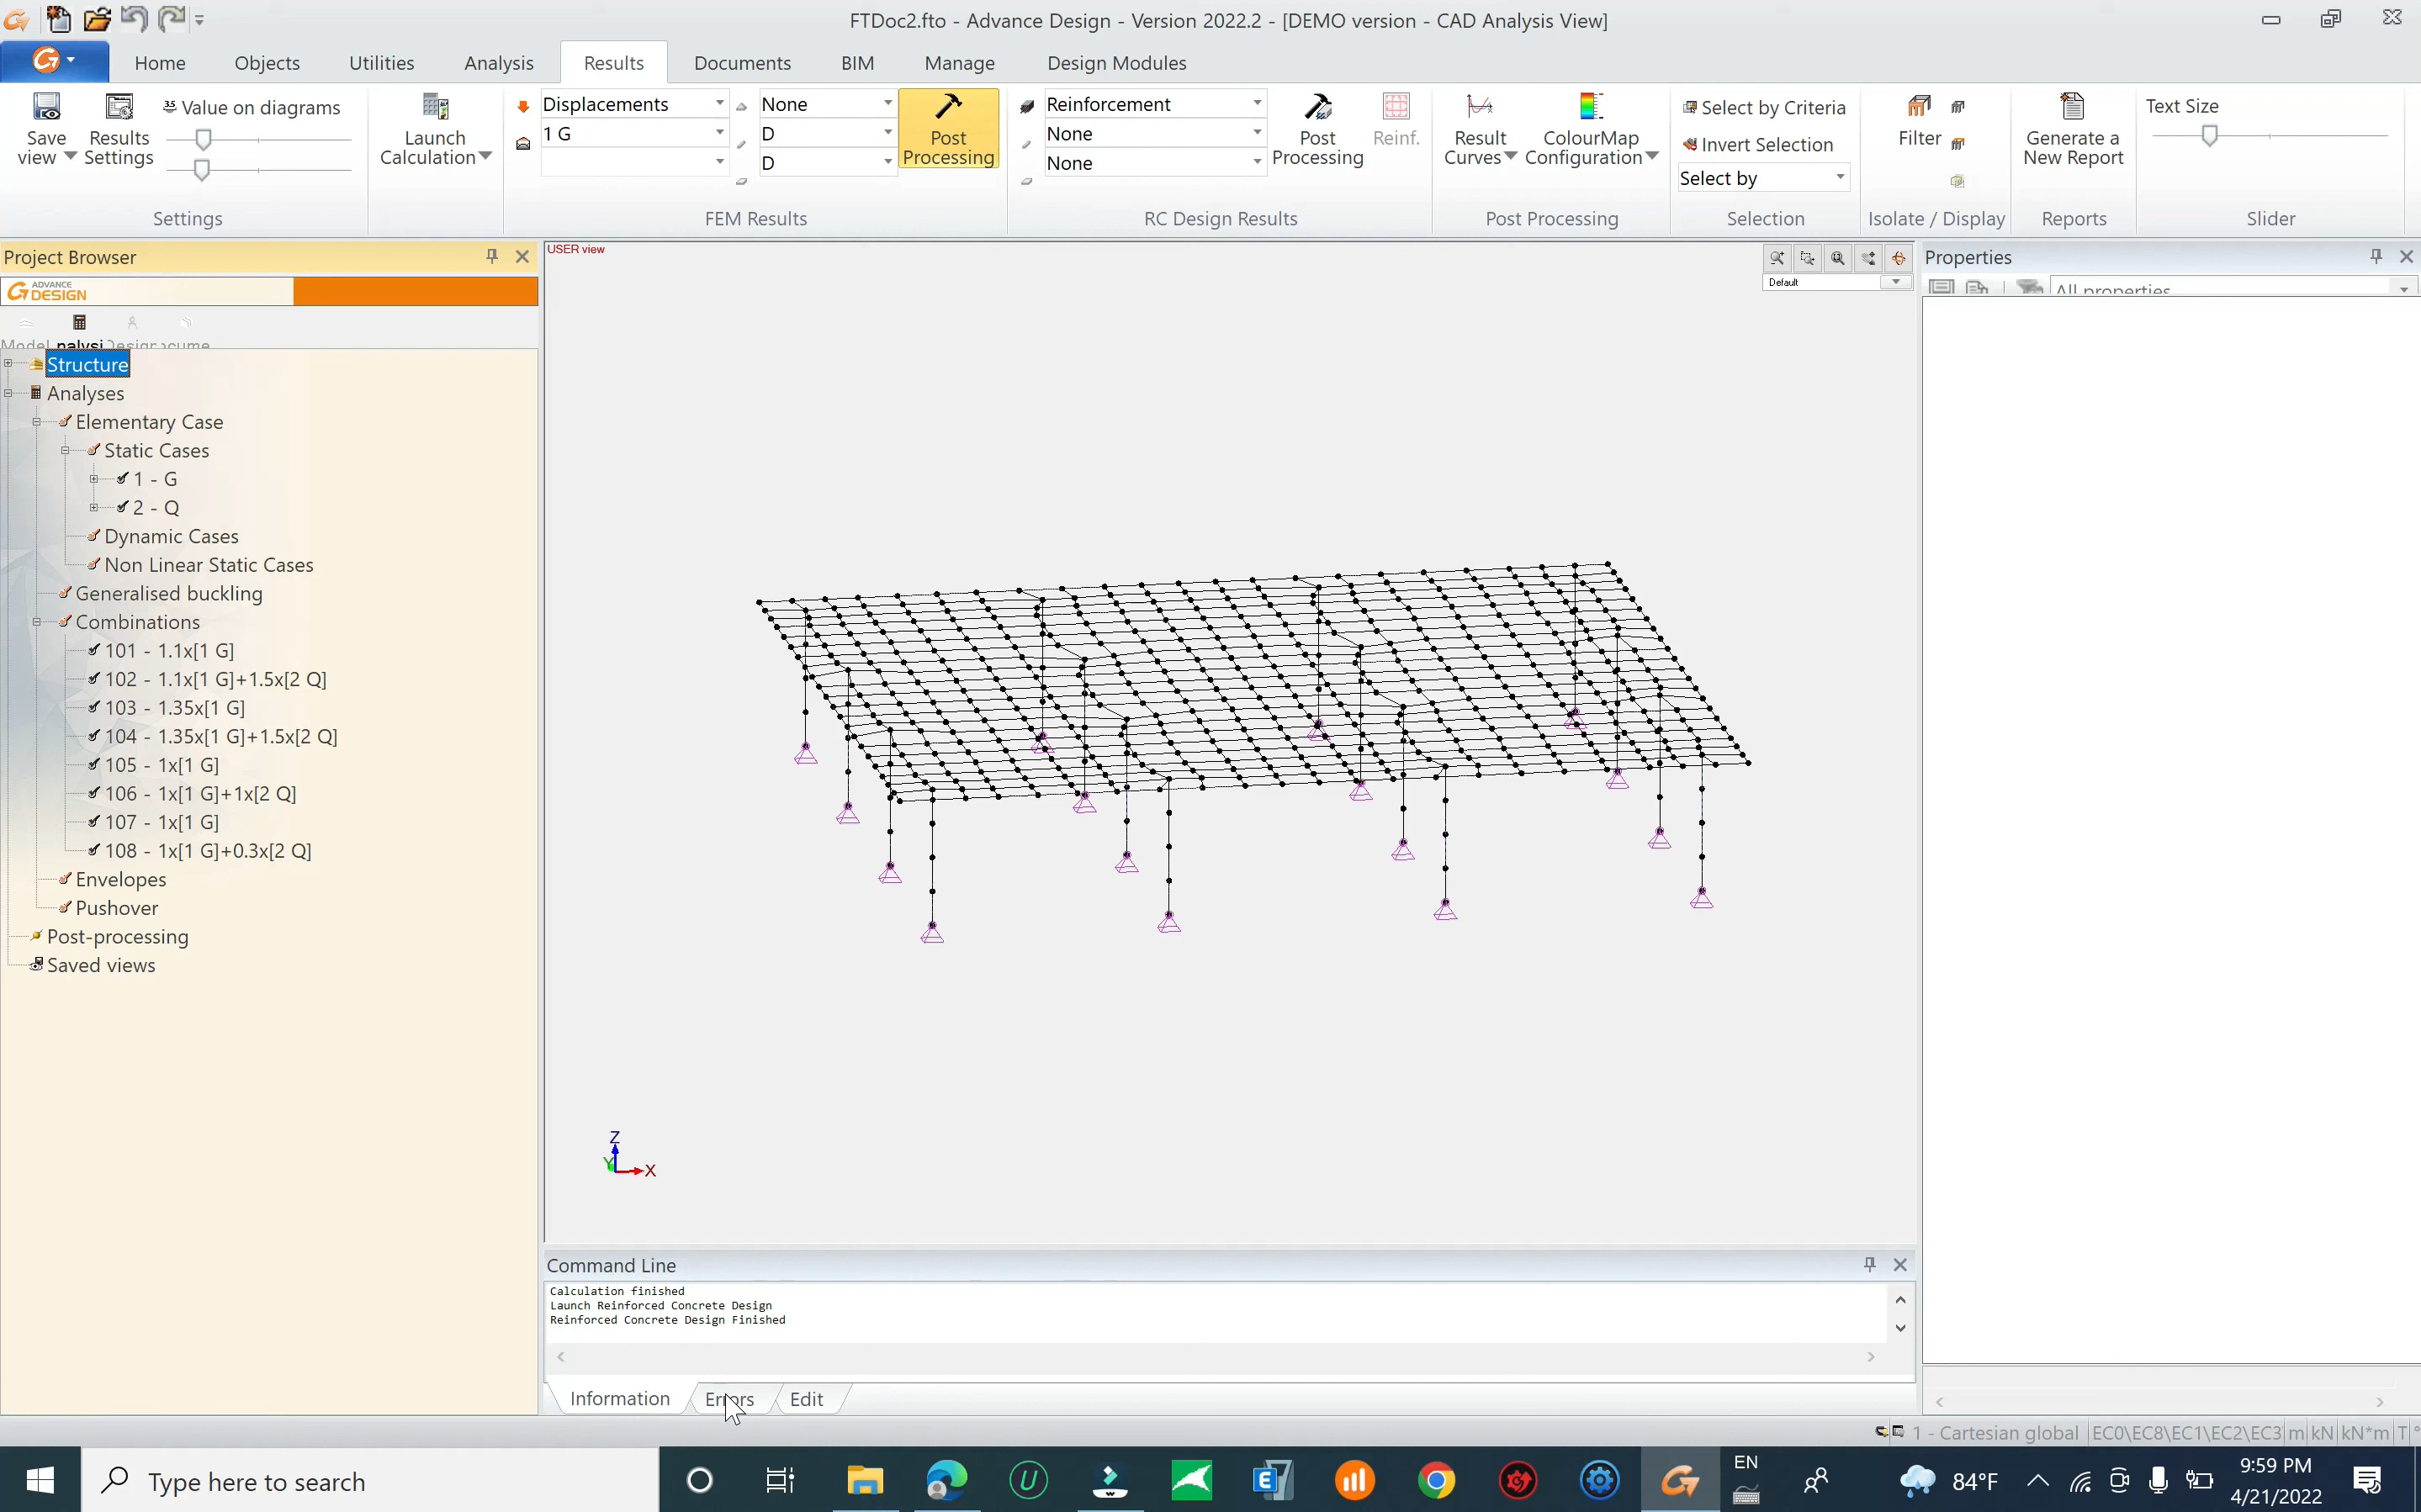 FTDoc2.fto - Advance Design - Version 2022.2 - [DEMO version - CAD Analysis View]
Home Objects Utilities Analysis Results Documents BIM Manage Design Modules
Save view
Results Settings
Value on diagrams
Settings
Launch Calculation
Displacements
1 G
None
D
D
Post Processing
FEM Results
Reinforcement
None
None
Post Processing
Reinf.
RC Design Results
Result Curves
ColourMap Configuration
Post Processing
Select by Criteria
Invert Selection
Select by
Selection
Filter
Isolate / Display
Generate a New Report
Reports
Text Size
Slider
Project Browser
ADVANCE DESIGN
Structure
Analyses
Elementary Case
Static Cases
1 - G
2 - Q
Dynamic Cases
Non Linear Static Cases
Generalised buckling
Combinations
101 - 1.1x[1 G]
102 - 1.1x[1 G]+1.5x[2 Q]
103 - 1.35x[1 G]
104 - 1.35x[1 G]+1.5x[2 Q]
105 - 1x[1 G]
106 - 1x[1 G]+1x[2 Q]
107 - 1x[1 G]
108 - 1x[1 G]+0.3x[2 Q]
Envelopes
Pushover
Post-processing
Saved views
USER view
Default
Z
Y
X
Properties
All properties
Command Line
Calculation finished
Launch Reinforced Concrete Design
Reinforced Concrete Design Finished
Information Errors Edit
1 - Cartesian global EC0\EC8\EC1\EC2\EC3 m kN kN*m T °
Type here to search
EN
84°F
9:59 PM
4/21/2022